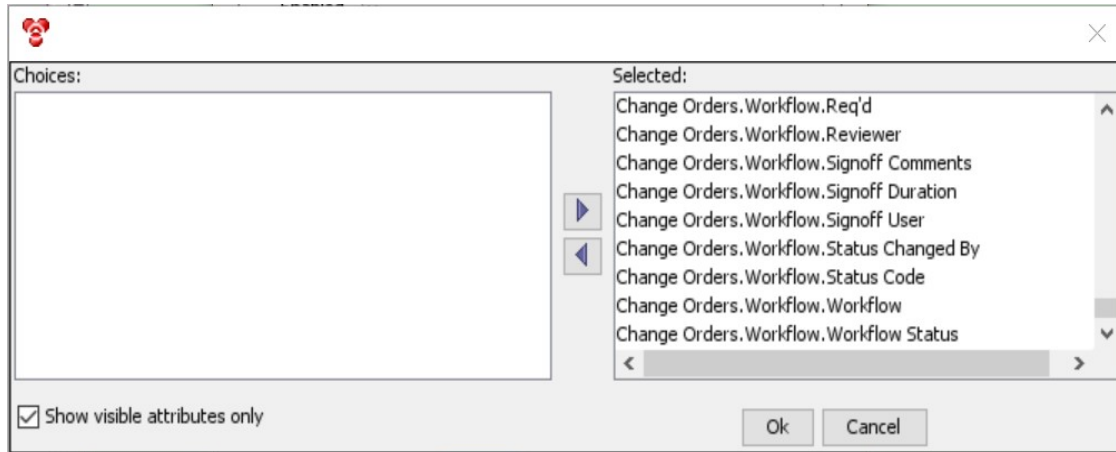 Choices:
Selected:
Change Orders.Workflow.Req'd
Change Orders.Workflow.Reviewer
Change Orders.Workflow.Signoff Comments
Change Orders.Workflow.Signoff Duration
Change Orders.Workflow.Signoff User
Change Orders.Workflow.Status Changed By
Change Orders.Workflow.Status Code
Change Orders.Workflow.Workflow
Change Orders.Workflow.Workflow Status
Show visible attributes only
Ok
Cancel